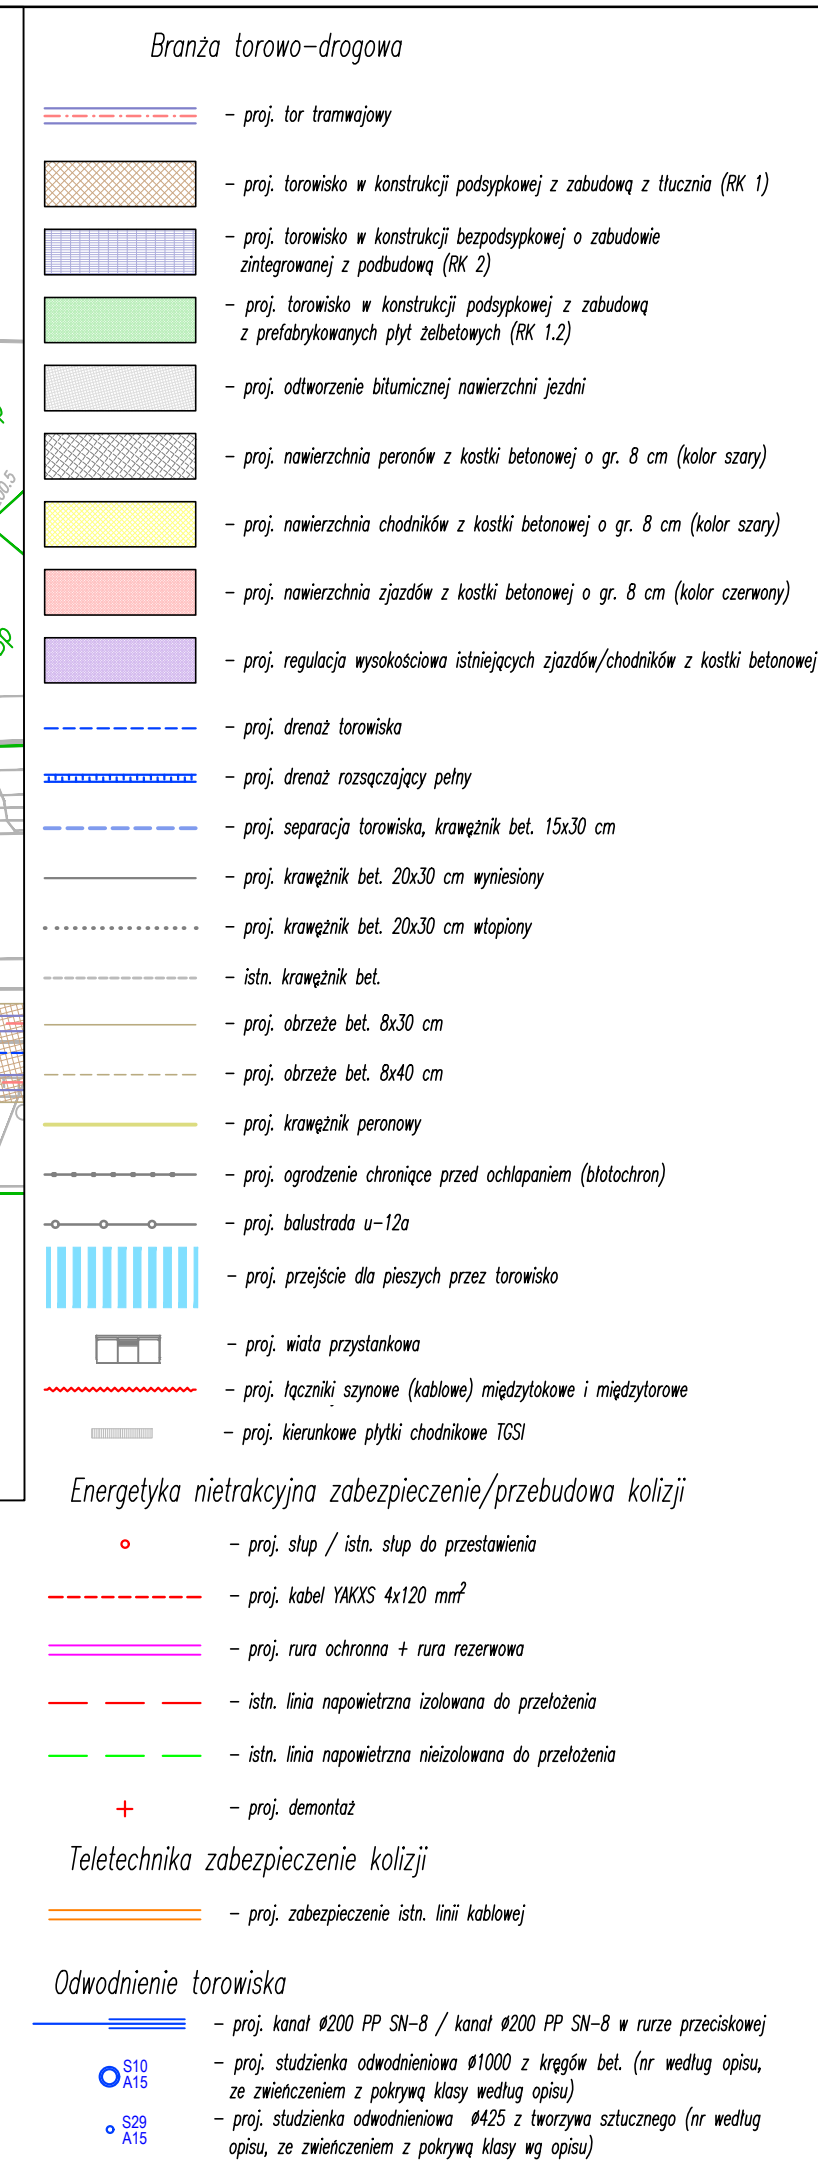 Branża torowo-drogowa
- proj. tor tramwajowy
- proj. torowisko w konstrukcji podsypkowej z zabudową z tłucznia (RK 1)
- proj. torowisko w konstrukcji bezpodsypkowej o zabudowie
zintegrowanej z podbudową (RK 2)
- proj. torowisko w konstrukcji podsypkowej z zabudową
z prefabrykowanych płyt żelbetowych (RK 1.2)
- proj. odtworzenie bitumicznej nawierzchni jezdni
- proj. nawierzchnia peronów z kostki betonowej o gr. 8 cm (kolor szary)
- proj. nawierzchnia chodników z kostki betonowej o gr. 8 cm (kolor szary)
- proj. nawierzchnia zjazdów z kostki betonowej o gr. 8 cm (kolor czerwony)
- proj. regulacja wysokościowa istniejących zjazdów/chodników z kostki betonowej
- proj. drenaż torowiska
- proj. drenaż rozsączający pełny
- proj. separacja torowiska, krawężnik bet. 15x30 cm
- proj. krawężnik bet. 20x30 cm wyniesiony
- proj. krawężnik bet. 20x30 cm wtopiony
- istn. krawężnik bet.
- proj. obrzeże bet. 8x30 cm
- proj. obrzeże bet. 8x40 cm
- proj. krawężnik peronowy
- proj. ogrodzenie chroniące przed ochlapaniem (błotochron)
- proj. balustrada u-12a
- proj. przejście dla pieszych przez torowisko
- proj. wiata przystankowa
- proj. łączniki szynowe (kablowe) międzytokowe i międzytorowe
- proj. kierunkowe płytki chodnikowe TGSI
Energetyka nietrakcyjna zabezpieczenie/przebudowa kolizji
- proj. słup / istn. słup do przestawienia
- proj. kabel YAKXS 4x120 mm²
- proj. rura ochronna + rura rezerwowa
- istn. linia napowietrzna izolowana do przełożenia
- istn. linia napowietrzna nieizolowana do przełożenia
- proj. demontaż
Teletechnika zabezpieczenie kolizji
- proj. zabezpieczenie istn. linii kablowej
Odwodnienie torowiska
- proj. kanał ø200 PP SN-8 / kanał ø200 PP SN-8 w rurze przeciskowej
S10
A15
- proj. studzienka odwodnieniowa ø1000 z kręgów bet. (nr według opisu,
ze zwieńczeniem z pokrywą klasy według opisu)
S29
A15
- proj. studzienka odwodnieniowa ø425 z tworzywa sztucznego (nr według
opisu, ze zwieńczeniem z pokrywą klasy wg opisu)